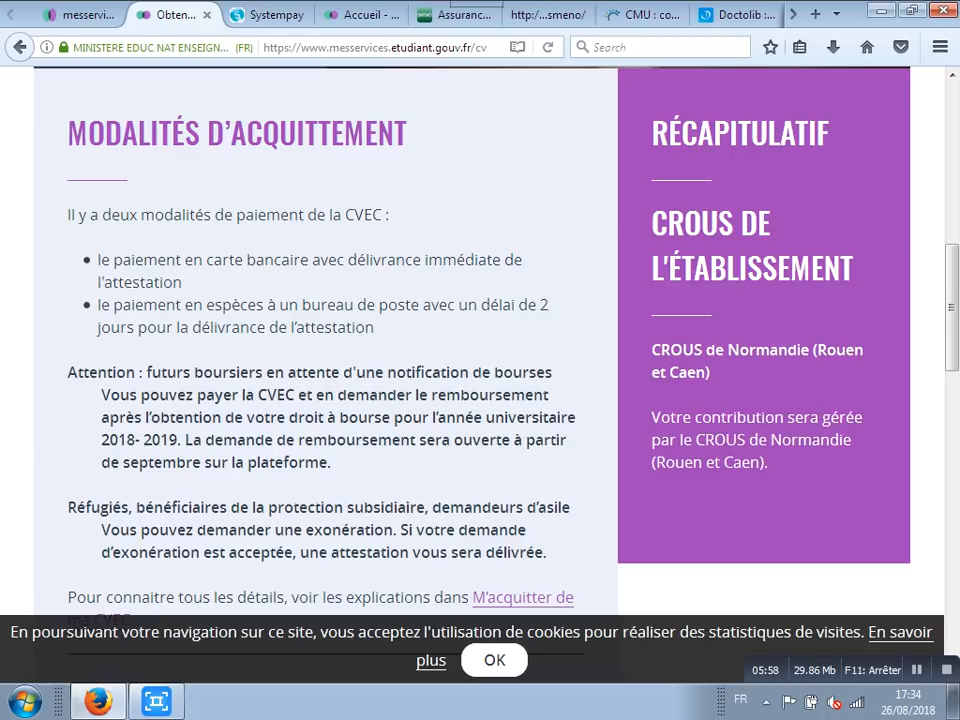 messervi...
Obten...
Systempay
Accueil - ...
Assuranc...
http:/...smeno/
CMU : co...
Doctolib :...
MINISTERE EDUC NAT ENSEIGN... (FR)
https://www.messervices.etudiant.gouv.fr/cv
Search
MODALITÉS D'ACQUITTEMENT
Il y a deux modalités de paiement de la CVEC :
• le paiement en carte bancaire avec délivrance immédiate de
l'attestation
• le paiement en espèces à un bureau de poste avec un délai de 2
jours pour la délivrance de l'attestation
Attention : futurs boursiers en attente d'une notification de bourses
Vous pouvez payer la CVEC et en demander le remboursement
après l'obtention de votre droit à bourse pour l'année universitaire
2018- 2019. La demande de remboursement sera ouverte à partir
de septembre sur la plateforme.
Réfugiés, bénéficiaires de la protection subsidiaire, demandeurs d'asile
Vous pouvez demander une exonération. Si votre demande
d'exonération est acceptée, une attestation vous sera délivrée.
Pour connaitre tous les détails, voir les explications dans M'acquitter de
ma CVEC
RÉCAPITULATIF
CROUS DE
L'ÉTABLISSEMENT
CROUS de Normandie (Rouen
et Caen)
Votre contribution sera gérée
par le CROUS de Normandie
(Rouen et Caen).
En poursuivant votre navigation sur ce site, vous acceptez l'utilisation de cookies pour réaliser des statistiques de visites. En savoir
plus
OK
05:58
29.86 Mb
F11: Arrêter
FR
17:34
26/08/2018